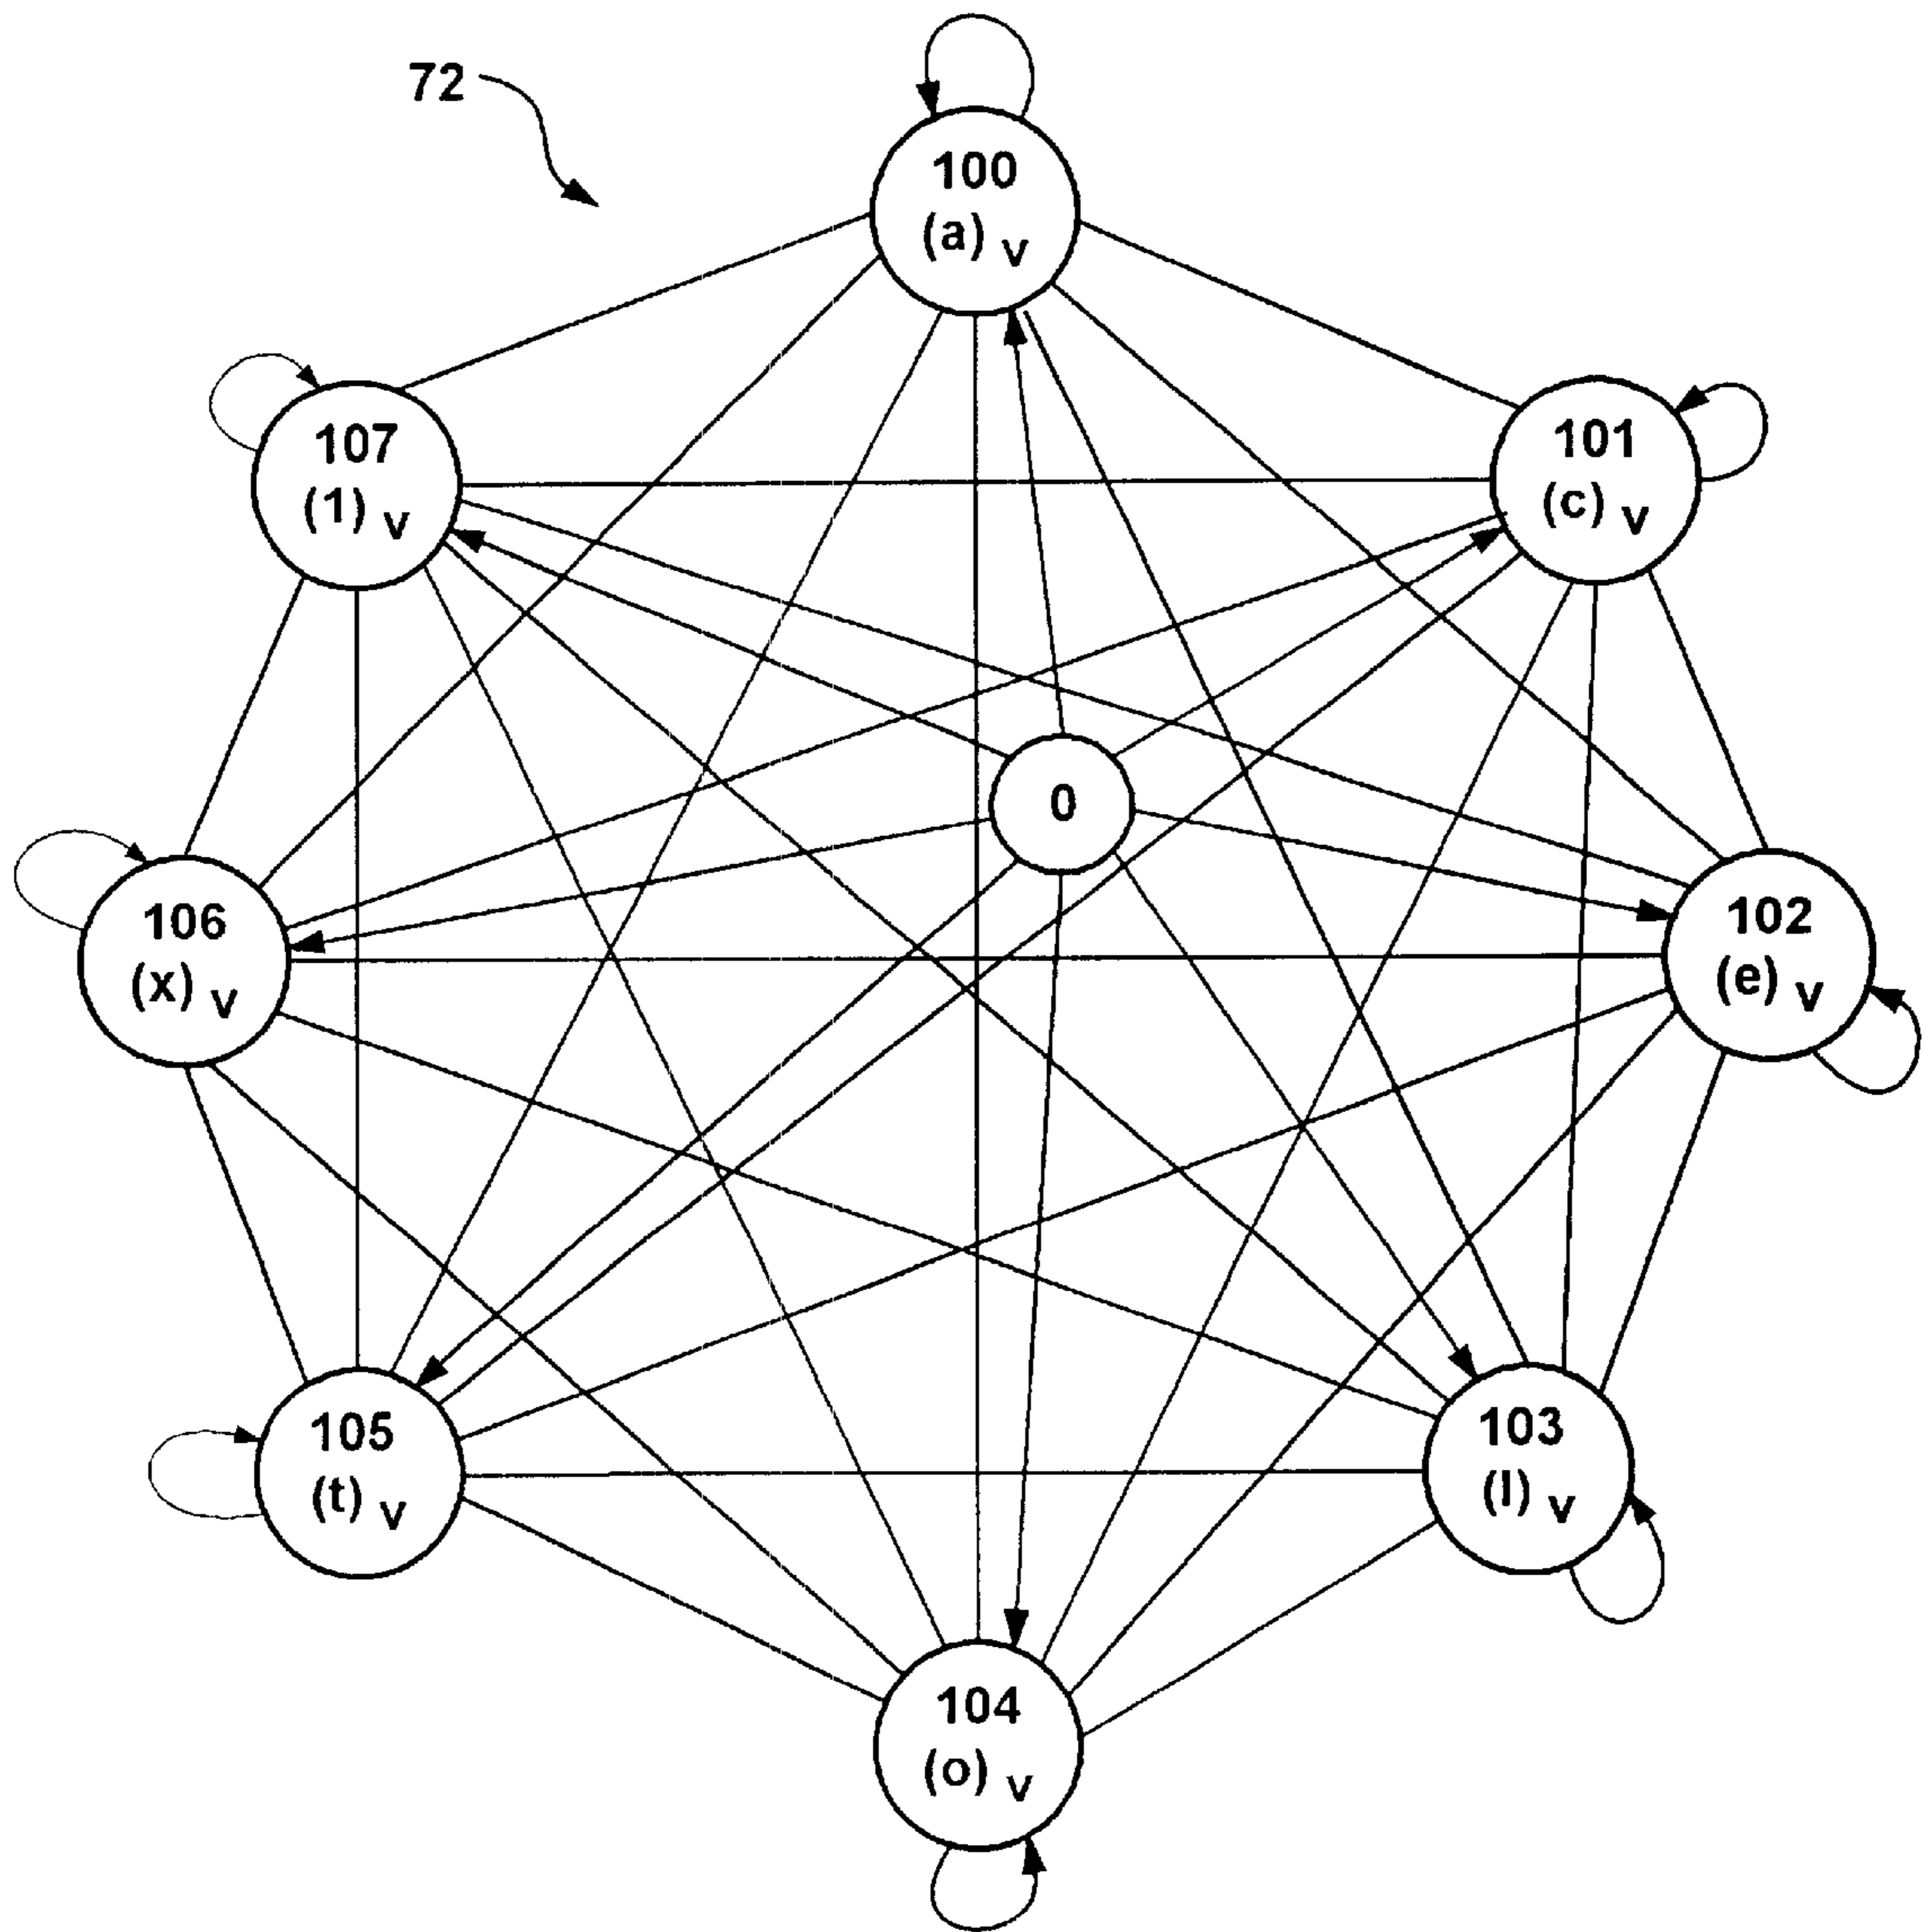 72
100
(a) v
107
(1) v
101
(c) v
0
106
(x) v
102
(e) v
105
(t) v
103
(l) v
104
(o) v